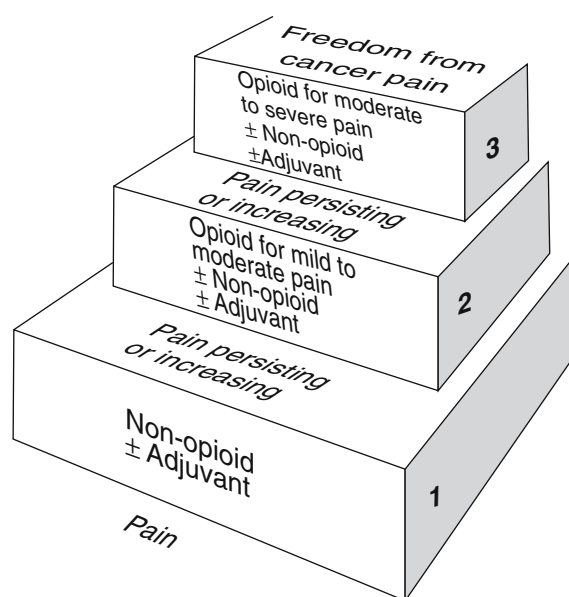 Freedom from
cancer pain
Opioid for moderate
to severe pain
± Non-opioid
±Adjuvant
3
Pain persisting
or increasing
Opioid for mild to
moderate pain
± Non-opioid
± Adjuvant
2
Pain persisting
or increasing
Non-opioid
± Adjuvant
1
Pain